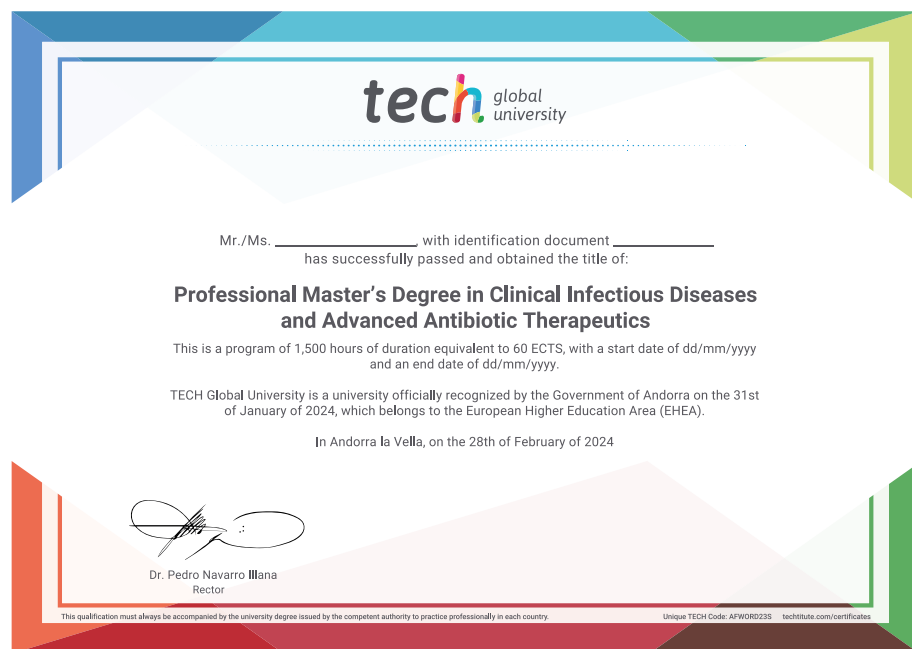 tech global university
Mr./Ms. ____________, with identification document ____________
has successfully passed and obtained the title of:
Professional Master's Degree in Clinical Infectious Diseases
and Advanced Antibiotic Therapeutics
This is a program of 1,500 hours of duration equivalent to 60 ECTS, with a start date of dd/mm/yyyy
and an end date of dd/mm/yyyy.
TECH Global University is a university officially recognized by the Government of Andorra on the 31st
of January of 2024, which belongs to the European Higher Education Area (EHEA).
In Andorra la Vella, on the 28th of February of 2024
Dr. Pedro Navarro Illana
Rector
This qualification must always be accompanied by the university degree issued by the competent authority to practice professionally in each country.
Unique TECH Code: AFWORD23S techtitute.com/certificates